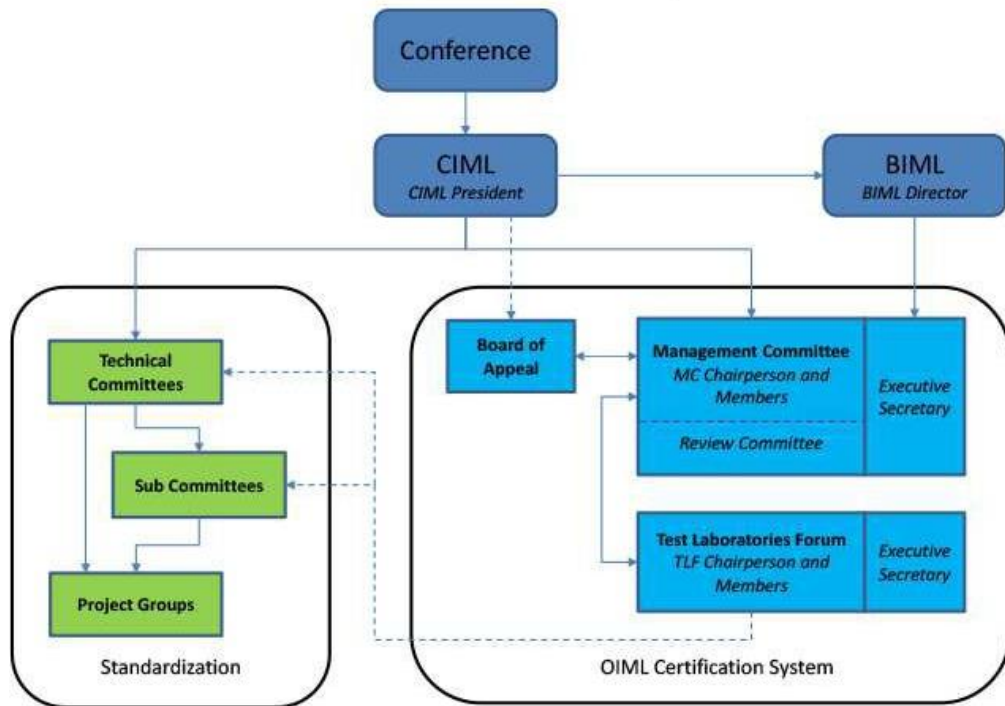 Conference
CIML
CIML President
BIML
BIML Director
Technical
Committees
Sub Committees
Project Groups
Standardization
Board of
Appeal
Management Committee
MC Chairperson and
Members
Review Committee
Executive
Secretary
Test Laboratories Forum
TLF Chairperson and
Members
Executive
Secretary
OIML Certification System